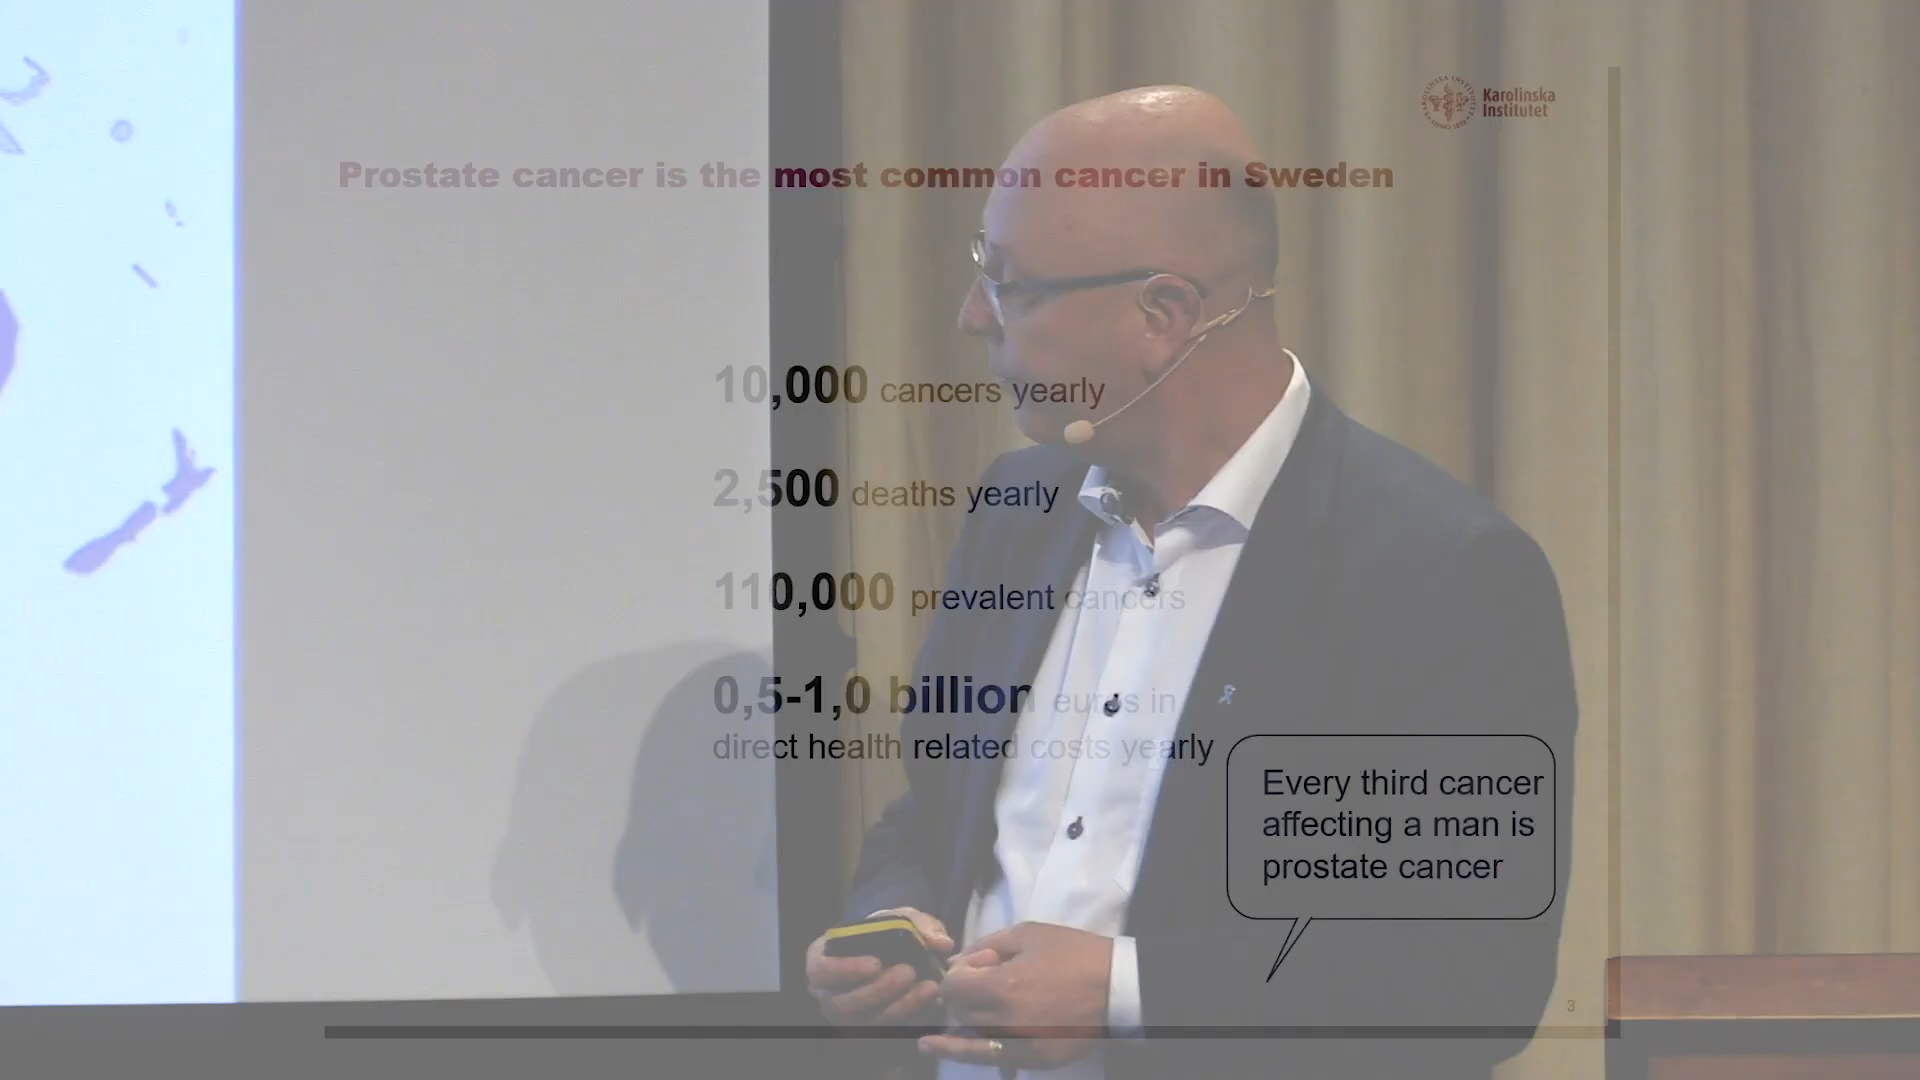 Karolinska
Institutet
Prostate cancer is the most common cancer in Sweden
10,000 cancers yearly
2,500 deaths yearly
110,000 prevalent cancers
0,5-1,0 billion euros in
direct health related costs yearly
Every third cancer
affecting a man is
prostate cancer
3